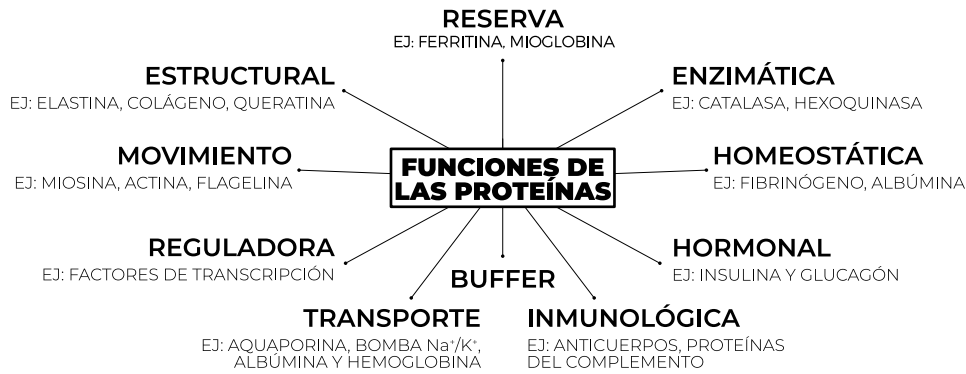 RESERVA
EJ: FERRITINA, MIOGLOBINA
ESTRUCTURAL
EJ: ELASTINA, COLÁGENO, QUERATINA
ENZIMÁTICA
EJ: CATALASA, HEXOQUINASA
MOVIMIENTO
EJ: MIOSINA, ACTINA, FLAGELINA
FUNCIONES DE
LAS PROTEÍNAS
HOMEOSTÁTICA
EJ: FIBRINÓGENO, ALBÚMINA
REGULADORA
EJ: FACTORES DE TRANSCRIPCIÓN
HORMONAL
EJ: INSULINA Y GLUCAGÓN
BUFFER
TRANSPORTE
EJ: AQUAPORINA, BOMBA Na⁺/K⁺,
ALBÚMINA Y HEMOGLOBINA
INMUNOLÓGICA
EJ: ANTICUERPOS, PROTEÍNAS
DEL COMPLEMENTO